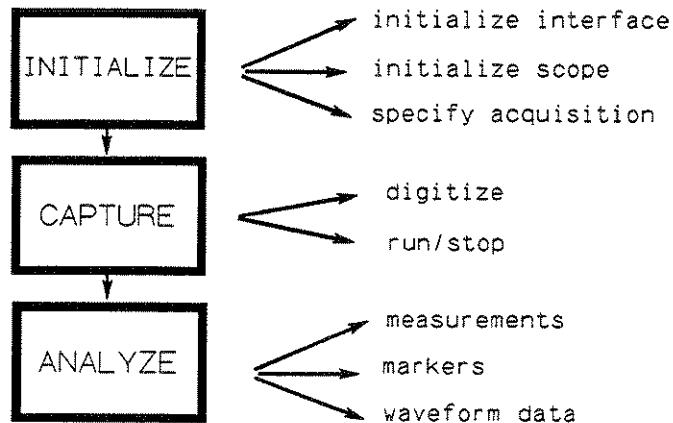 INITIALIZE
initialize interface
initialize scope
specify acquisition
CAPTURE
digitize
run/stop
ANALYZE
measurements
markers
waveform data